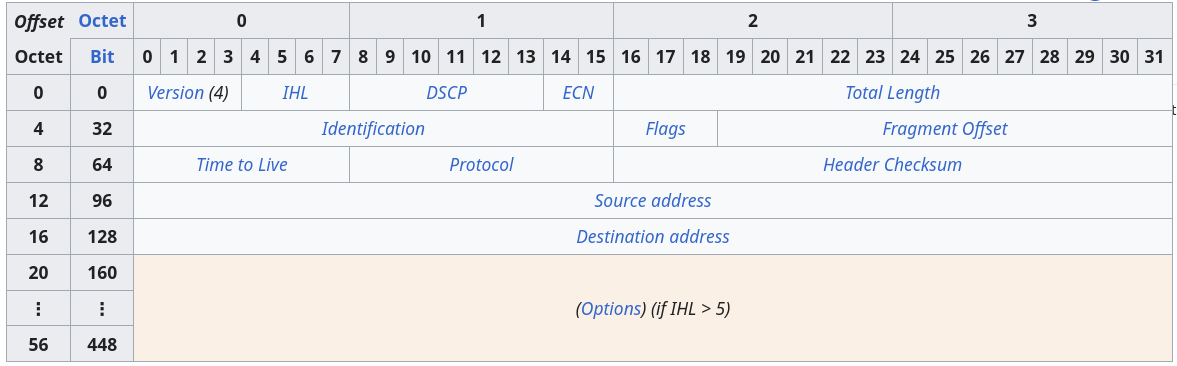 Offset Octet 0 1 2 3
Octet Bit 0 1 2 3 4 5 6 7 8 9 10 11 12 13 14 15 16 17 18 19 20 21 22 23 24 25 26 27 28 29 30 31
0 0 Version (4) IHL DSCP ECN Total Length
4 32 Identification Flags Fragment Offset
8 64 Time to Live Protocol Header Checksum
12 96 Source address
16 128 Destination address
20 160
⋮ ⋮ (Options) (if IHL > 5)
56 448